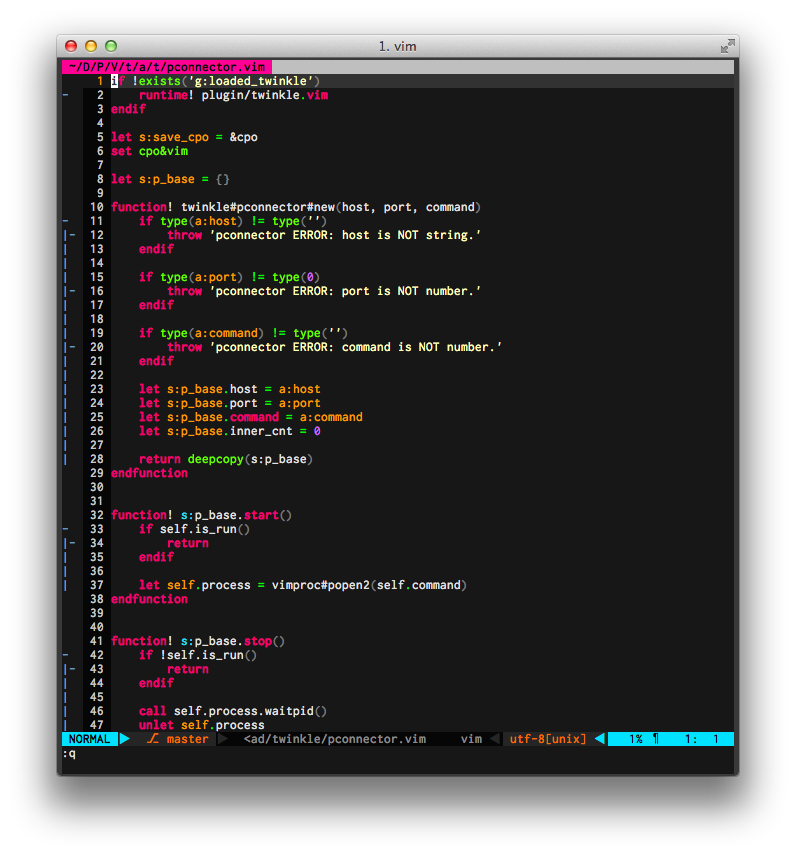 1. vim
~/D/P/V/t/a/t/pconnector.vim
1 if !exists('g:loaded_twinkle')
- 2     runtime! plugin/twinkle.vim
3 endif
4
5 let s:save_cpo = &cpo
6 set cpo&vim
7
8 let s:p_base = {}
9
10 function! twinkle#pconnector#new(host, port, command)
- 11     if type(a:host) != type('')
|- 12         throw 'pconnector ERROR: host is NOT string.'
| 13     endif
| 14
| 15     if type(a:port) != type(0)
|- 16         throw 'pconnector ERROR: port is NOT number.'
| 17     endif
| 18
| 19     if type(a:command) != type('')
|- 20         throw 'pconnector ERROR: command is NOT number.'
| 21     endif
| 22
| 23     let s:p_base.host = a:host
| 24     let s:p_base.port = a:port
| 25     let s:p_base.command = a:command
| 26     let s:p_base.inner_cnt = 0
| 27
| 28     return deepcopy(s:p_base)
29 endfunction
30
31
32 function! s:p_base.start()
- 33     if self.is_run()
|- 34         return
| 35     endif
| 36
| 37     let self.process = vimproc#popen2(self.command)
38 endfunction
39
40
41 function! s:p_base.stop()
- 42     if !self.is_run()
|- 43         return
| 44     endif
| 45
| 46     call self.process.waitpid()
| 47     unlet self.process
NORMAL master <ad/twinkle/pconnector.vim vim utf-8[unix] 1% ¶ 1: 1
:q